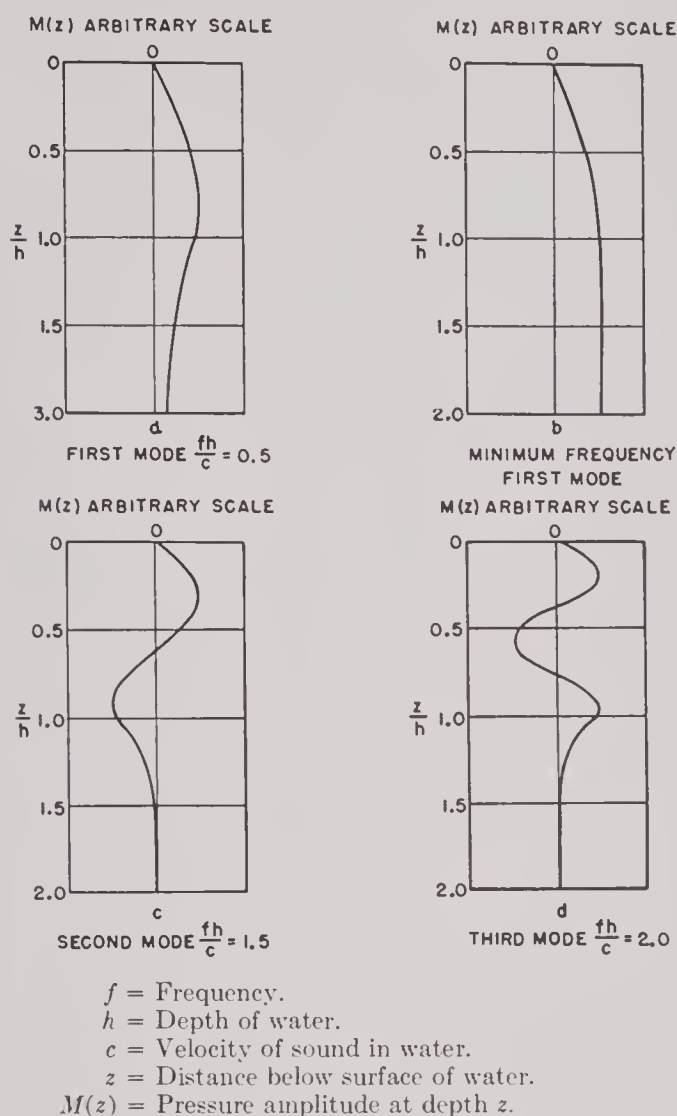 M(z) ARBITRARY SCALE
0
0
0.5
z/h 1.0
1.5
3.0
d
FIRST MODE fh/c = 0.5
M(z) ARBITRARY SCALE
0
0
0.5
z/h 1.0
1.5
2.0
b
MINIMUM FREQUENCY
FIRST MODE
M(z) ARBITRARY SCALE
0
0
0.5
z/h 1.0
1.5
2.0
c
SECOND MODE fh/c = 1.5
M(z) ARBITRARY SCALE
0
0
0.5
z/h 1.0
1.5
2.0
d
THIRD MODE fh/c = 2.0
f = Frequency.
h = Depth of water.
c = Velocity of sound in water.
z = Distance below surface of water.
M(z) = Pressure amplitude at depth z.